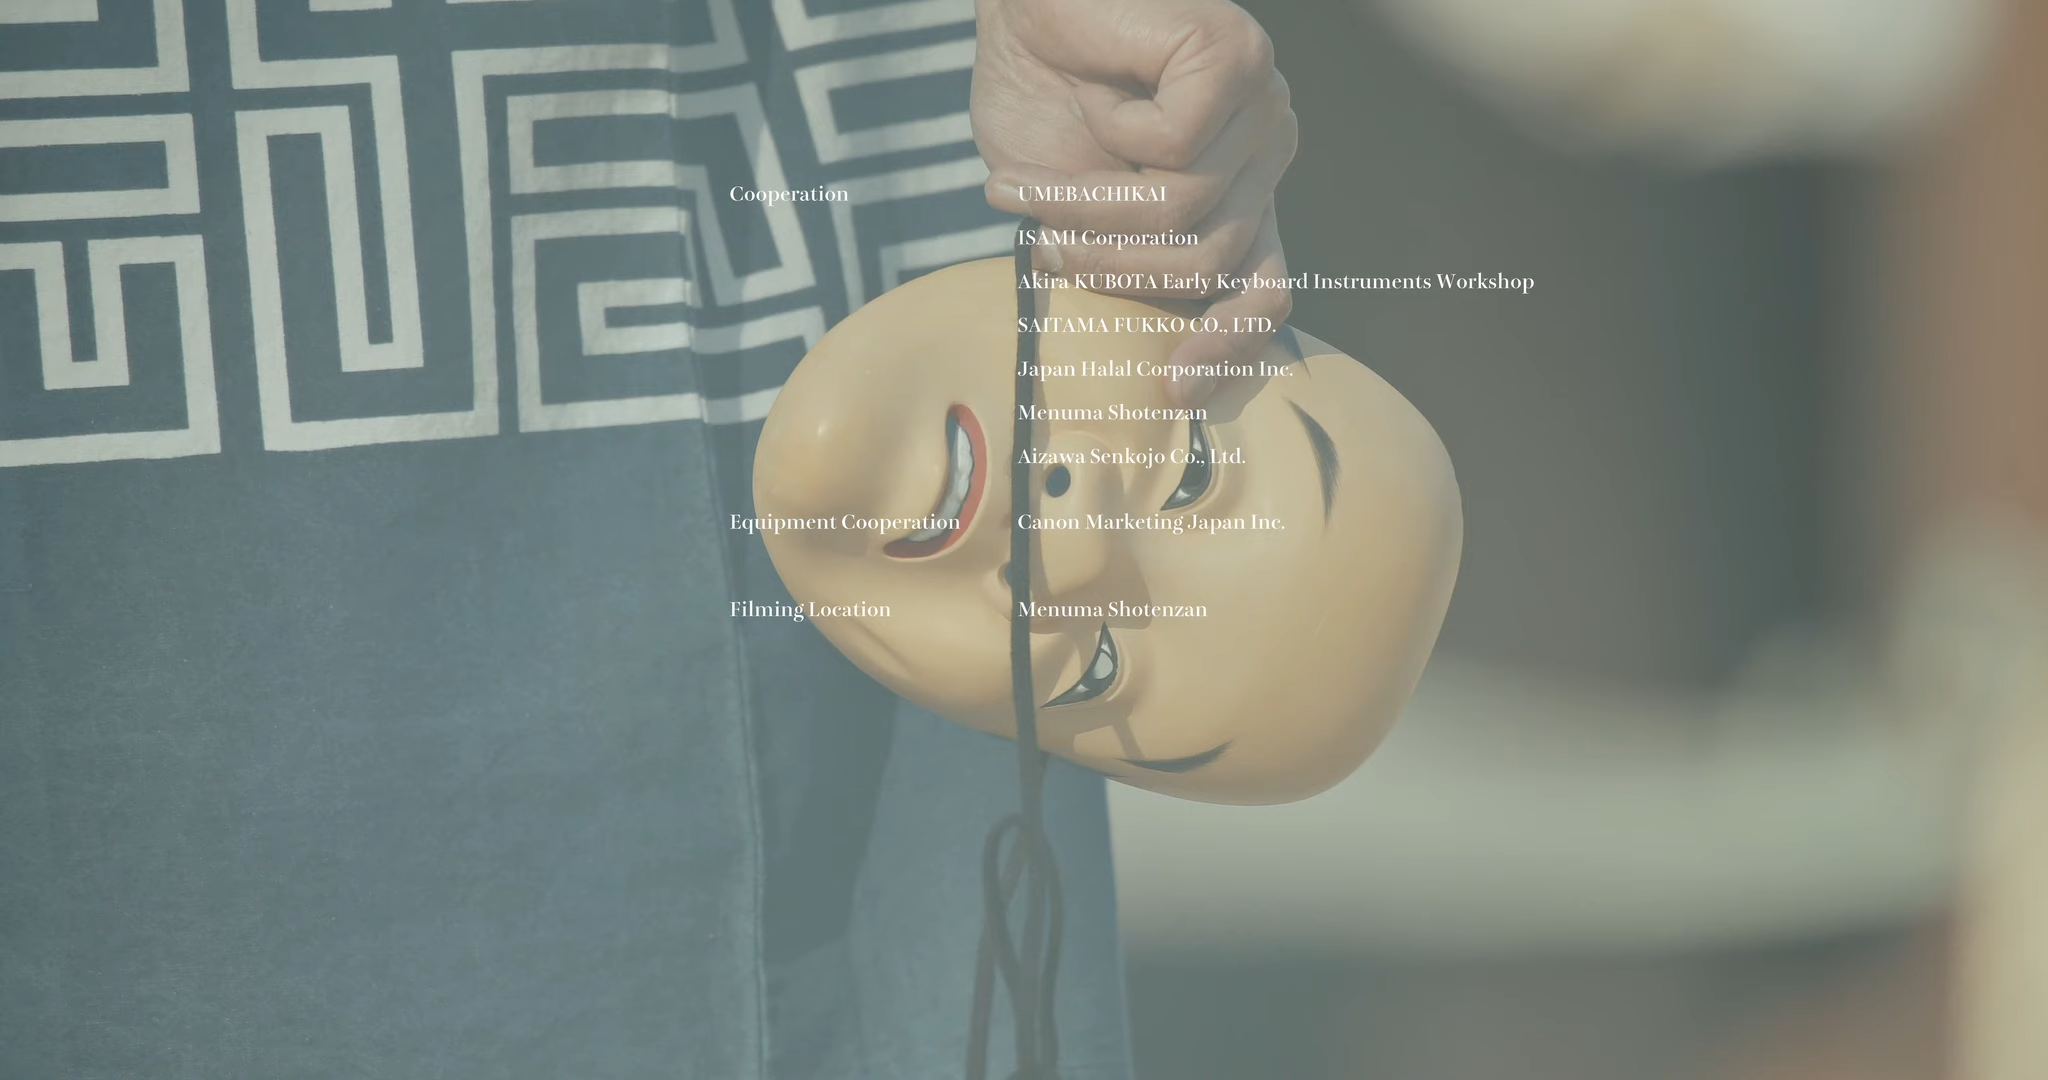 Cooperation UMEBACHIKAI
ISAMI Corporation
Akira KUBOTA Early Keyboard Instruments Workshop
SAITAMA FUKKO CO., LTD.
Japan Halal Corporation Inc.
Menuma Shotenzan
Aizawa Senkojo Co., Ltd.
Equipment Cooperation Canon Marketing Japan Inc.
Filming Location Menuma Shotenzan